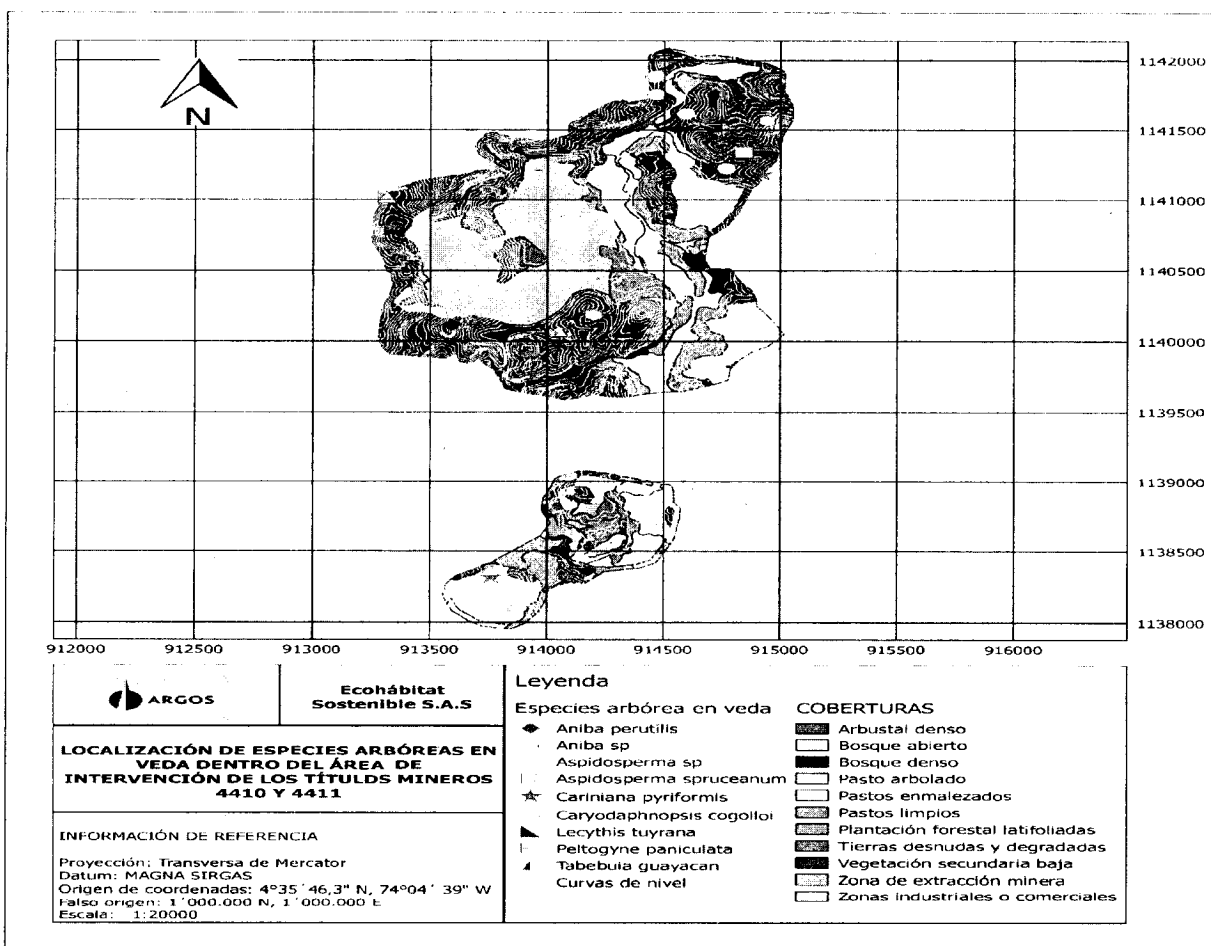 N
1142000
1141500
1141000
1140500
1140000
1139500
1139000
1138500
1138000
912000 912500 913000 913500 914000 914500 915000 915500 916000
ARGOS
Ecohábitat
Sostenible S.A.S
LOCALIZACIÓN DE ESPECIES ARBÓREAS EN
VEDA DENTRO DEL ÁREA DE
INTERVENCIÓN DE LOS TÍTULDS MINEROS
4410 Y 4411
INFORMACIÓN DE REFERENCIA
Proyección: Transversa de Mercator
Datum: MAGNA SIRGAS
Origen de coordenadas: 4°35´46,3" N, 74°04´ 39" W
Falso origen: 1´000.000 N, 1´000.000 E
Escala: 1:20000
Leyenda
Especies arbórea en veda
Aniba perutilis
Aniba sp
Aspidosperma sp
Aspidosperma spruceanum
Cariniana pyriformis
Caryodaphnopsis cogolloi
Lecythis tuyrana
Peltogyne paniculata
Tabebuia guayacan
Curvas de nivel
COBERTURAS
Arbustal denso
Bosque abierto
Bosque denso
Pasto arbolado
Pastos enmalezados
Pastos limpios
Plantación forestal latifoliadas
Tierras desnudas y degradadas
Vegetación secundaria baja
Zona de extracción minera
Zonas industriales o comerciales